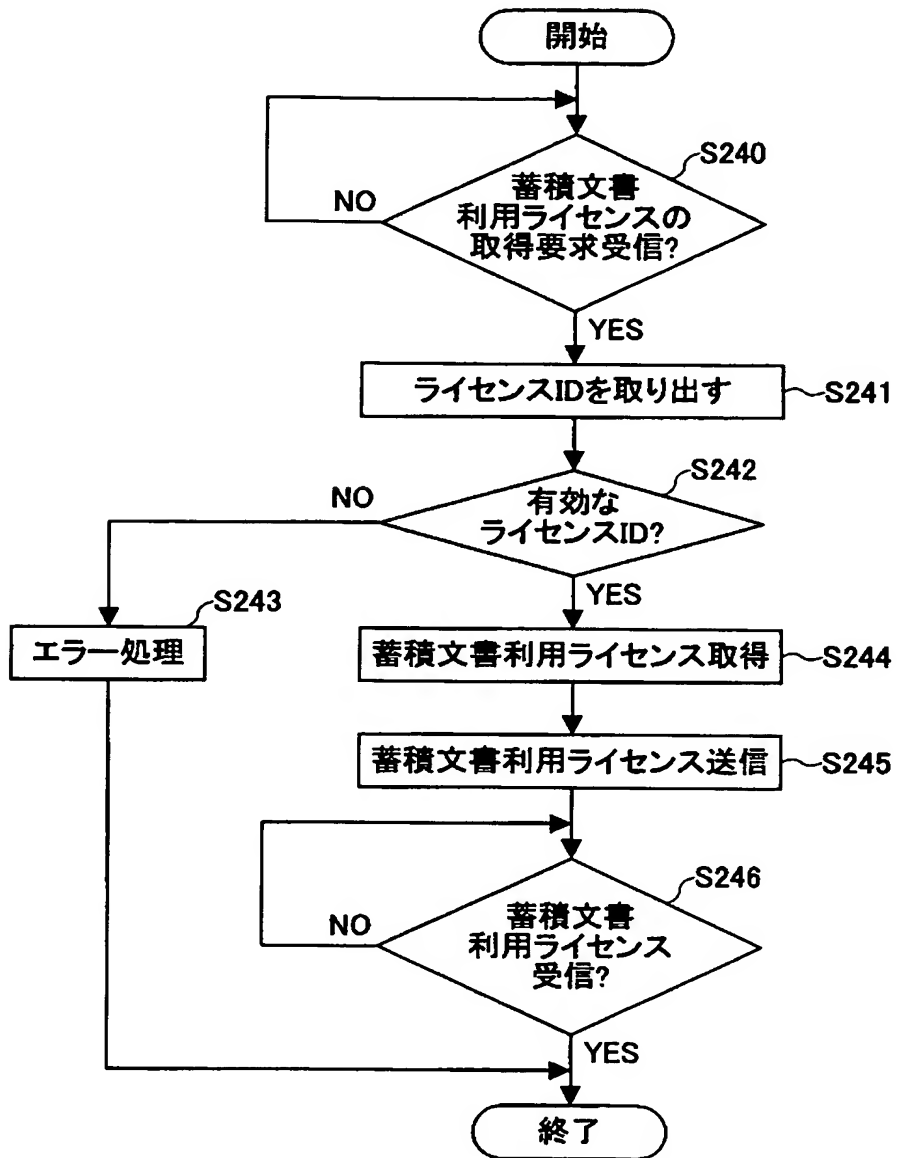 開始
S240
蓄積文書
利用ライセンスの
取得要求受信?
NO
YES
ライセンスIDを取り出す
S241
S242
有効な
ライセンスID?
NO
YES
S243
エラー処理
蓄積文書利用ライセンス取得
S244
蓄積文書利用ライセンス送信
S245
S246
蓄積文書
利用ライセンス
受信?
NO
YES
終了